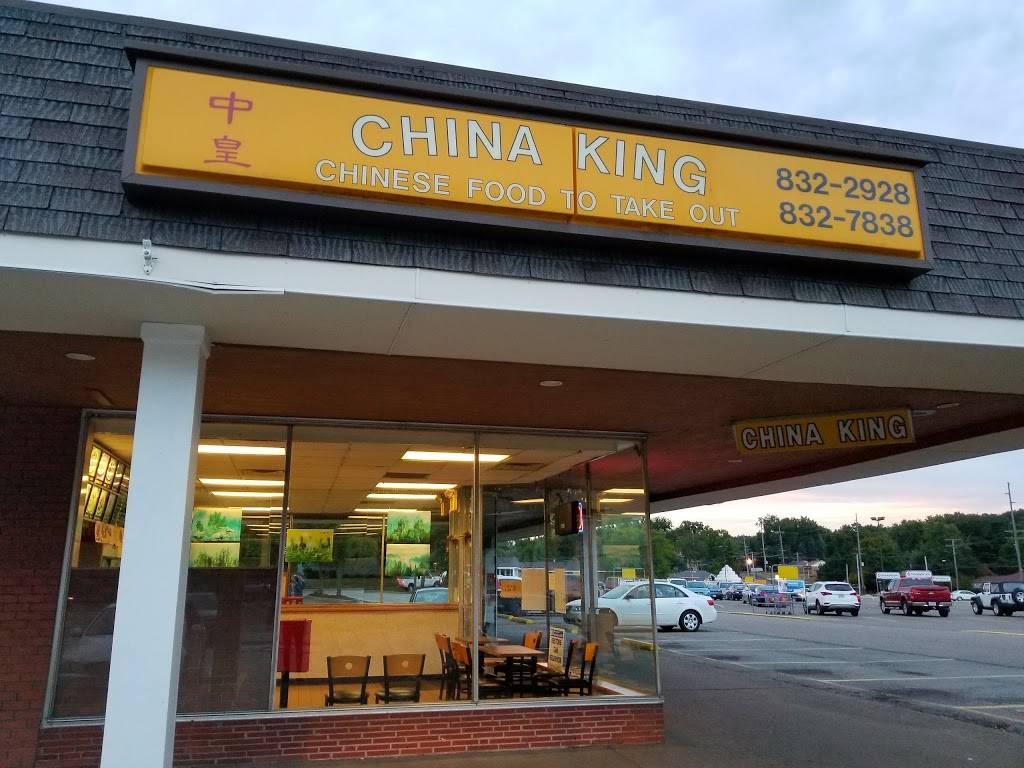 中皇
CHINA KING
CHINESE FOOD TO TAKE OUT
832-2928
832-7838
CHINA KING